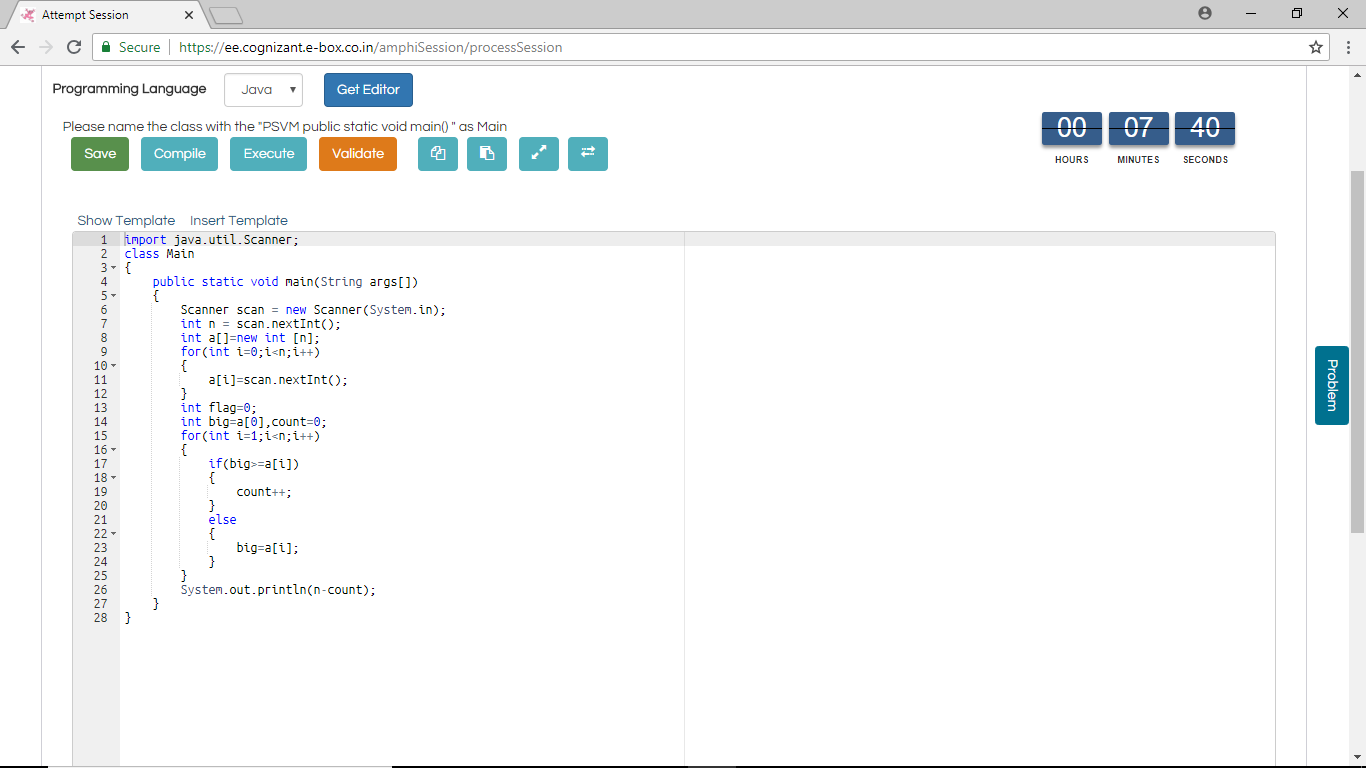 Attempt Session
Secure https://ee.cognizant.e-box.co.in/amphiSession/processSession
Programming Language Java Get Editor
Please name the class with the "PSVM public static void main() " as Main
Save Compile Execute Validate
00 07 40
HOURS MINUTES SECONDS
Show Template Insert Template
1 import java.util.Scanner;
2 class Main
3 {
4 public static void main(String args[])
5 {
6 Scanner scan = new Scanner(System.in);
7 int n = scan.nextInt();
8 int a[]=new int [n];
9 for(int i=0;i<n;i++)
10 {
11 a[i]=scan.nextInt();
12 }
13 int flag=0;
14 int big=a[0],count=0;
15 for(int i=1;i<n;i++)
16 {
17 if(big>=a[i])
18 {
19 count++;
20 }
21 else
22 {
23 big=a[i];
24 }
25 }
26 System.out.println(n-count);
27 }
28 }
Problem